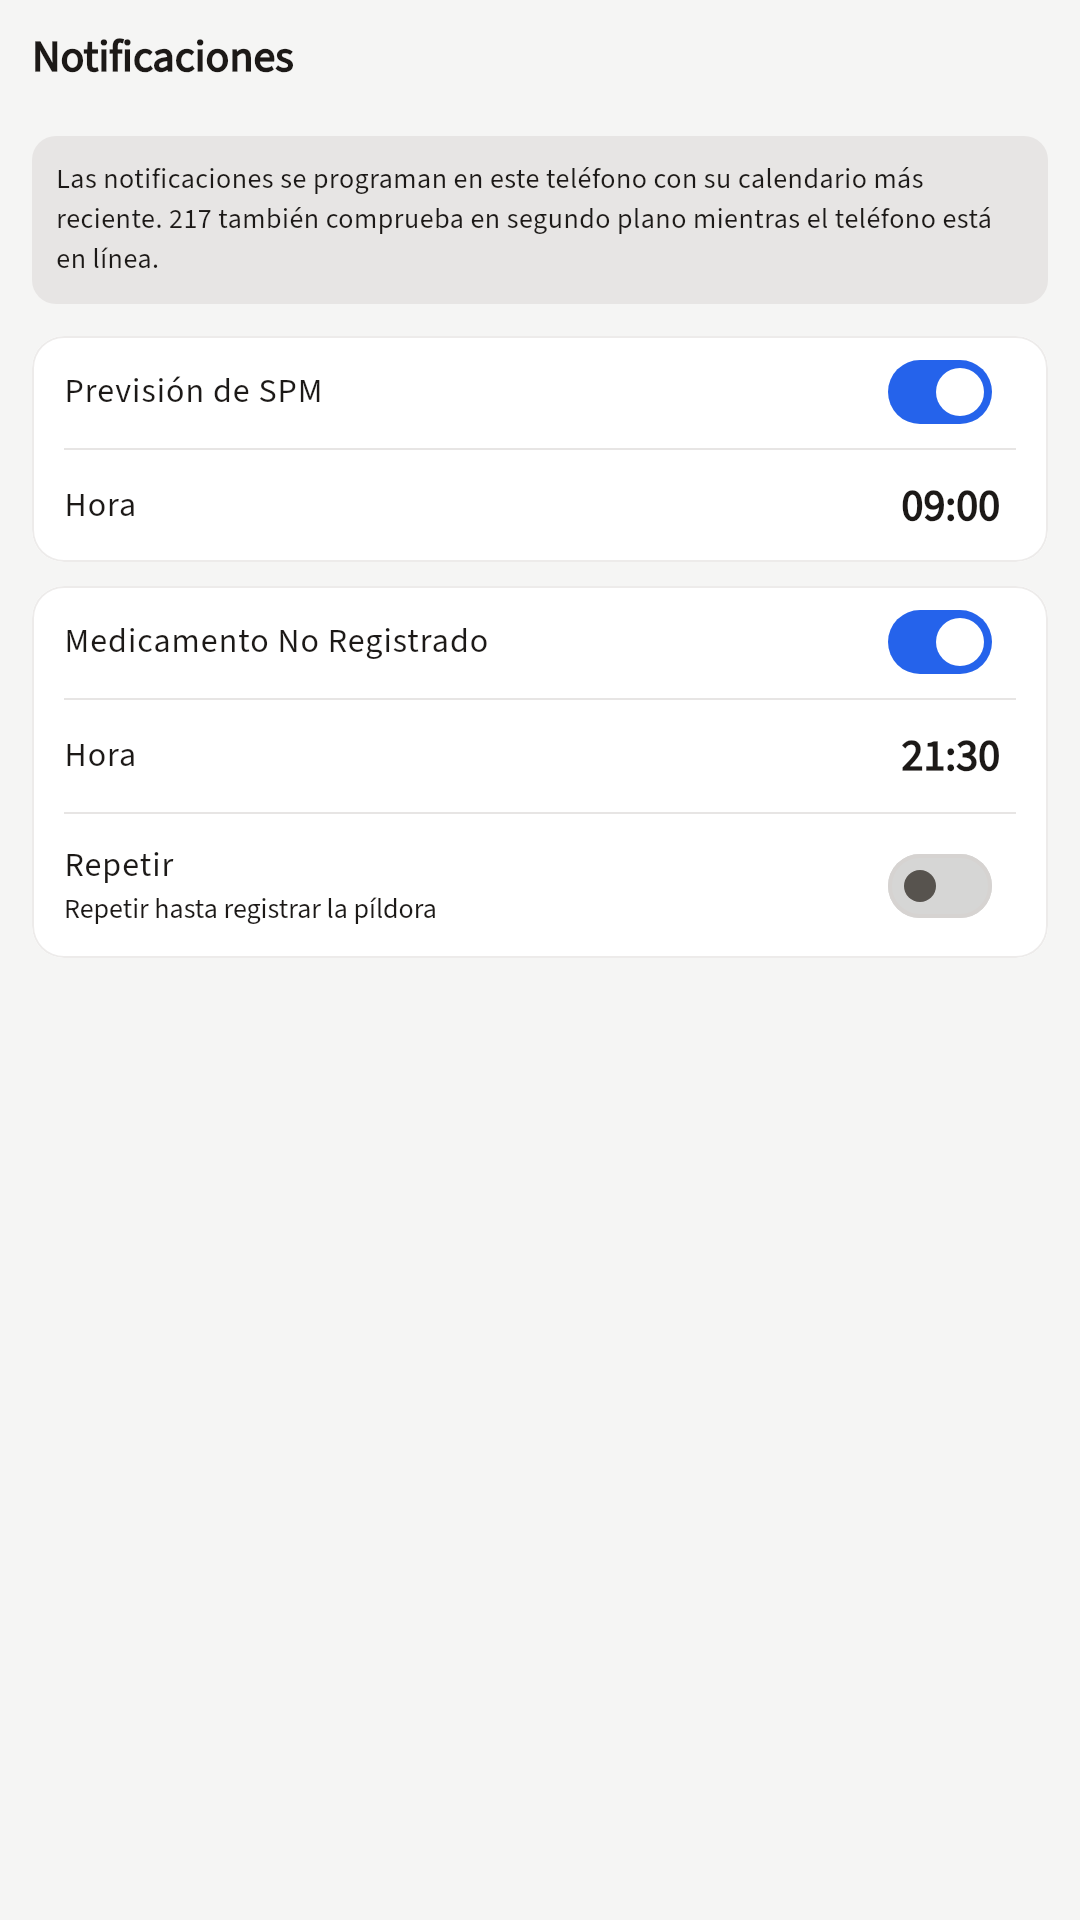 Notificaciones
Las notificaciones se programan en este teléfono con su calendario más
reciente. 217 también comprueba en segundo plano mientras el teléfono está
en línea.
Previsión de SPM
Hora
09:00
Medicamento No Registrado
Hora
21:30
Repetir
Repetir hasta registrar la píldora